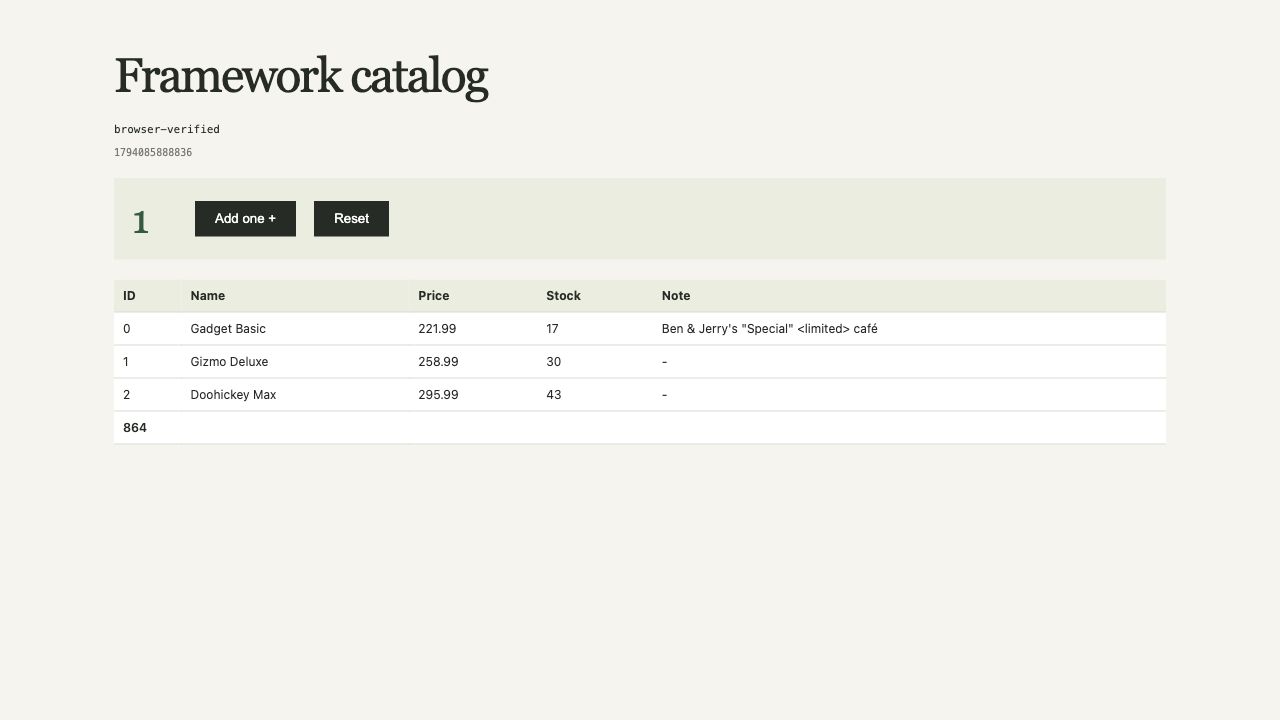 Framework catalog
browser-verified
1794085888836
1 Add one + Reset
ID Name Price Stock Note
0 Gadget Basic 221.99 17 Ben & Jerry's "Special" <limited> café
1 Gizmo Deluxe 258.99 30 -
2 Doohickey Max 295.99 43 -
864